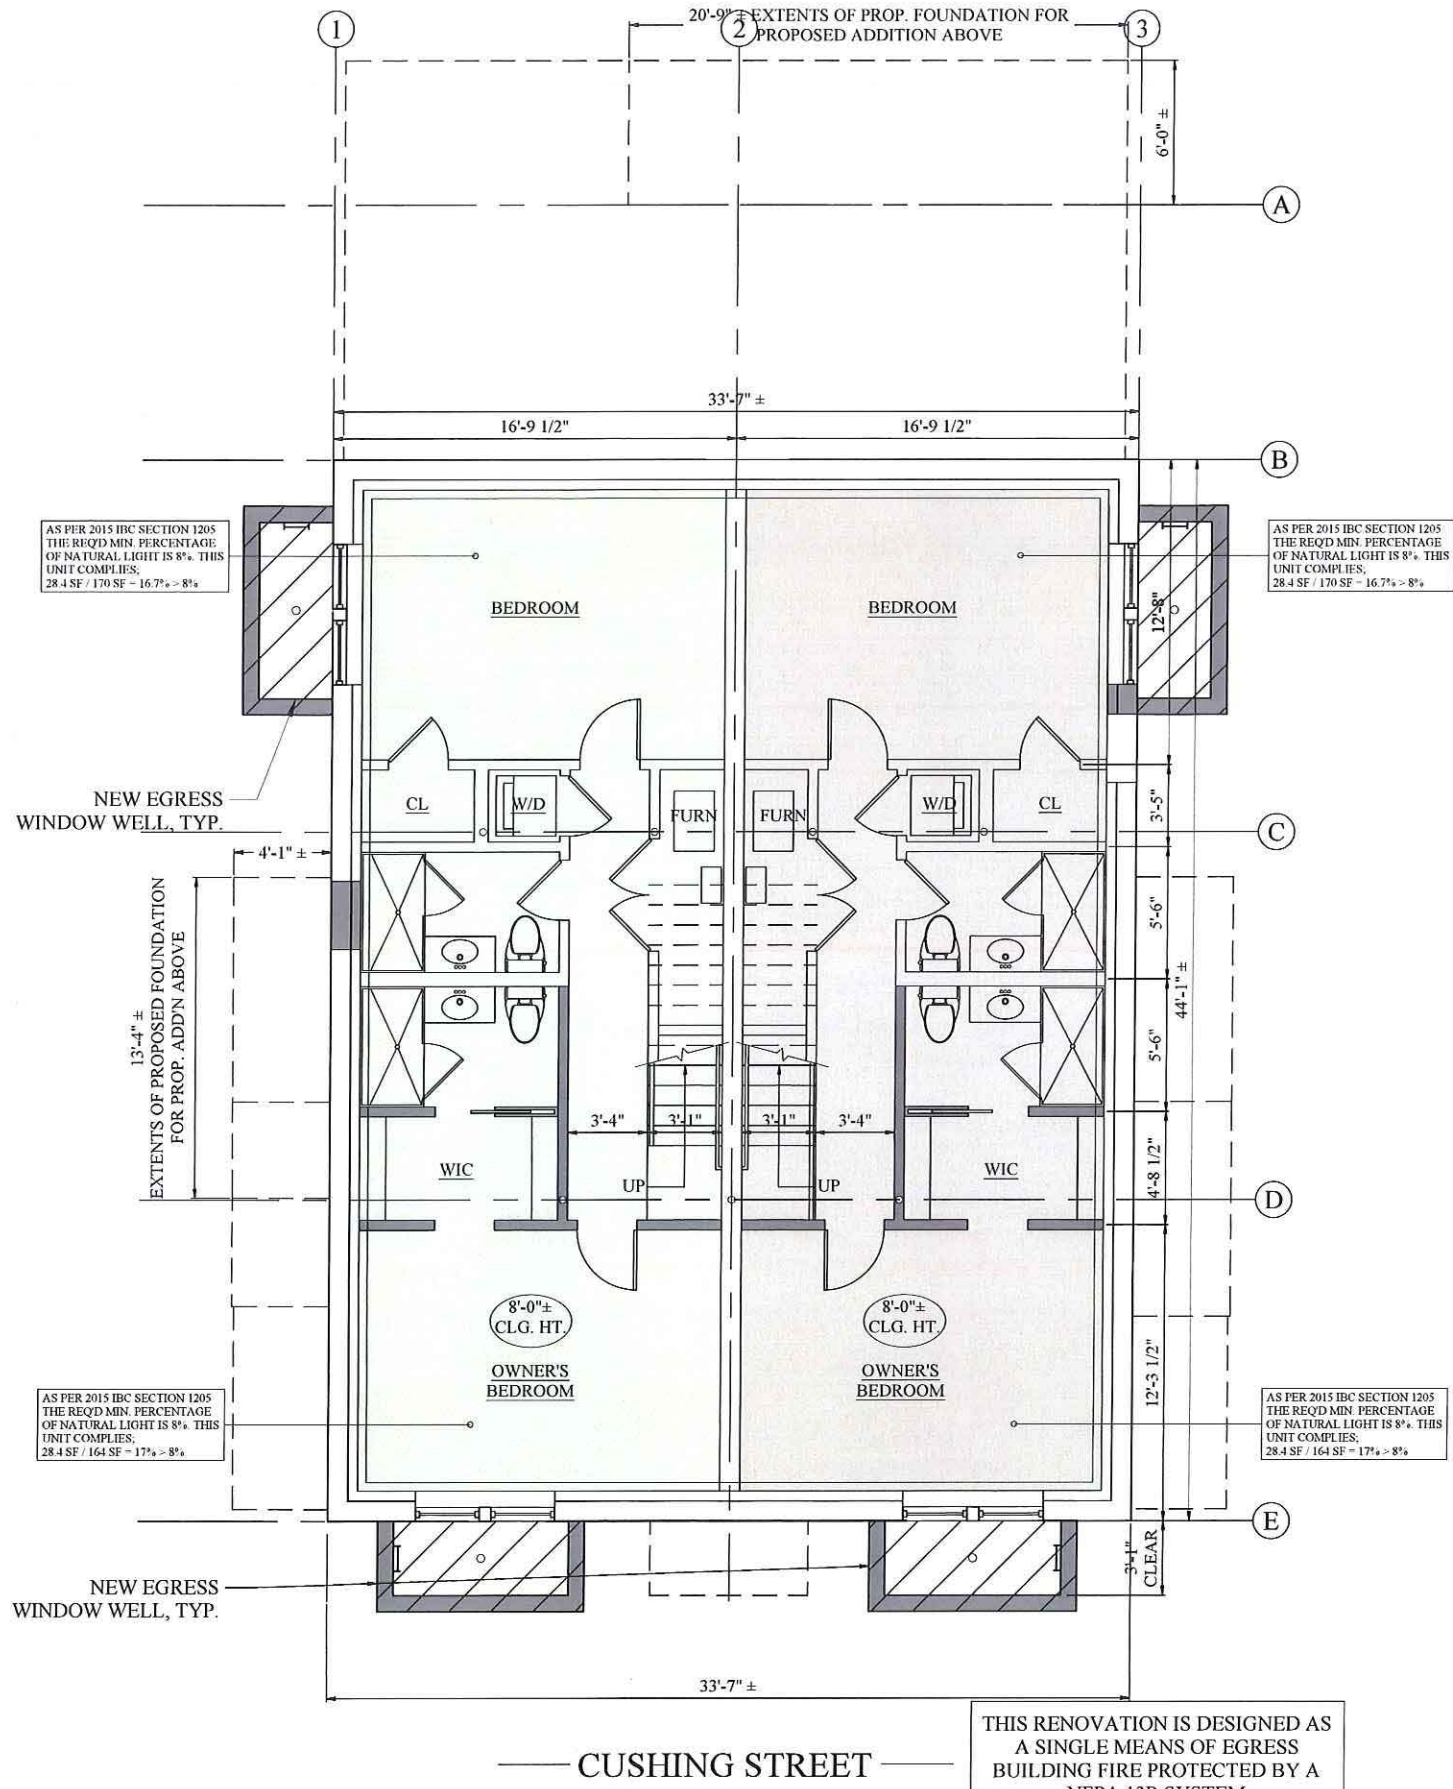 1
20'-9" ± EXTENTS OF PROP. FOUNDATION FOR
PROPOSED ADDITION ABOVE
2
3
6'-0" ±
A
33'-7" ±
16'-9 1/2"
16'-9 1/2"
B
AS PER 2015 IBC SECTION 1205
THE REQ'D MIN. PERCENTAGE
OF NATURAL LIGHT IS 8%. THIS
UNIT COMPLIES;
28.4 SF / 170 SF = 16.7% > 8%
AS PER 2015 IBC SECTION 1205
THE REQ'D MIN. PERCENTAGE
OF NATURAL LIGHT IS 8%. THIS
UNIT COMPLIES;
28.4 SF / 170 SF = 16.7% > 8%
BEDROOM
BEDROOM
12'-8"
NEW EGRESS
WINDOW WELL, TYP.
CL
W/D
FURN
FURN
W/D
CL
3'-5"
C
4'-1" ±
5'-6"
44'-1" ±
13'-4" ±
EXTENTS OF PROPOSED FOUNDATION
FOR PROP. ADD'N ABOVE
5'-6"
3'-4"
3'-1"
3'-1"
3'-4"
WIC
UP
UP
WIC
4'-8 1/2"
D
8'-0"±
CLG. HT.
8'-0"±
CLG. HT.
OWNER'S
BEDROOM
OWNER'S
BEDROOM
12'-3 1/2"
AS PER 2015 IBC SECTION 1205
THE REQ'D MIN. PERCENTAGE
OF NATURAL LIGHT IS 8%. THIS
UNIT COMPLIES;
28.4 SF / 164 SF = 17% > 8%
AS PER 2015 IBC SECTION 1205
THE REQ'D MIN. PERCENTAGE
OF NATURAL LIGHT IS 8%. THIS
UNIT COMPLIES;
28.4 SF / 164 SF = 17% > 8%
E
3'-1"
CLEAR
NEW EGRESS
WINDOW WELL, TYP.
33'-7" ±
CUSHING STREET
THIS RENOVATION IS DESIGNED AS
A SINGLE MEANS OF EGRESS
BUILDING FIRE PROTECTED BY A